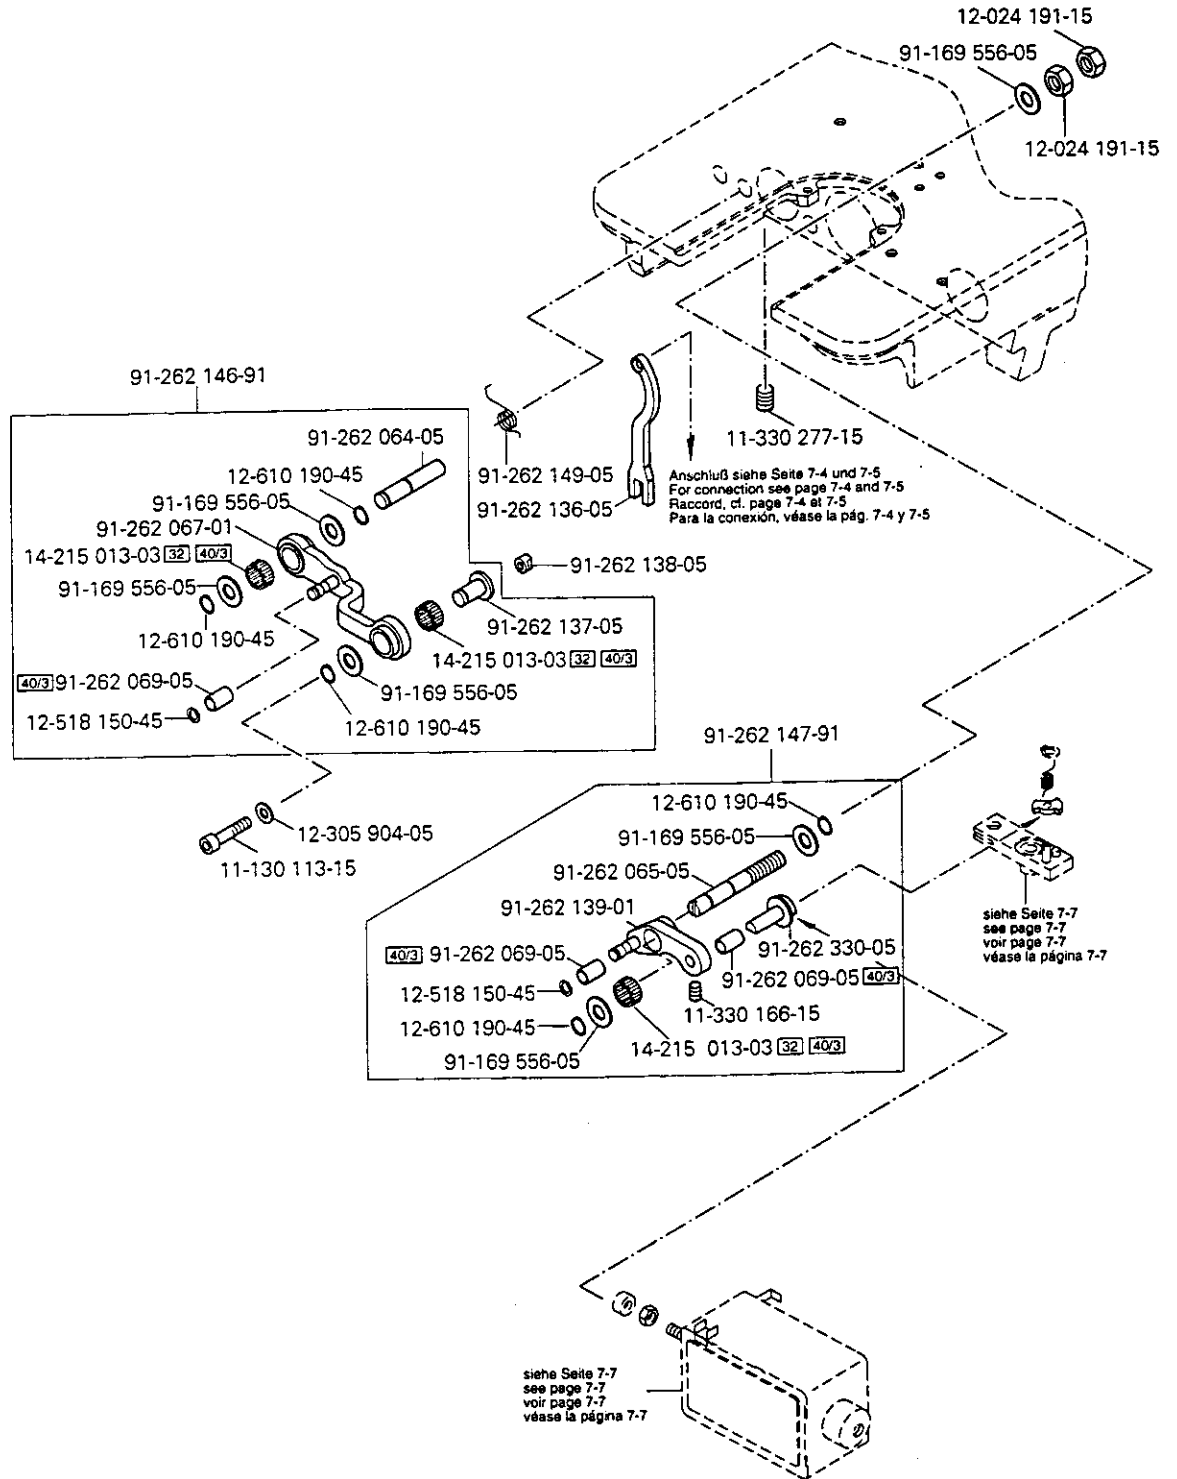 12-024 191-15
91-169 556-05
12-024 191-15
91-262 146-91
91-262 064-05
12-610 190-45
91-169 556-05
91-262 067-01
14-215 013-03 32 40/3
91-169 556-05
12-610 190-45
40/3 91-262 069-05
12-518 150-45
91-262 149-05
91-262 136-05
11-330 277-15
Anschluß siehe Seite 7-4 und 7-5
For connection see page 7-4 and 7-5
Raccord, cf. page 7-4 et 7-5
Para la conexión, véase la pág. 7-4 y 7-5
91-262 138-05
91-262 137-05
14-215 013-03 32 40/3
91-169 556-05
12-610 190-45
12-305 904-05
11-130 113-15
91-262 147-91
12-610 190-45
91-169 556-05
91-262 065-05
91-262 139-01
40/3 91-262 069-05
12-518 150-45
12-610 190-45
91-169 556-05
91-262 330-05
91-262 069-05 40/3
11-330 166-15
14-215 013-03 32 40/3
siehe Seite 7-7
see page 7-7
voir page 7-7
véase la página 7-7
siehe Seite 7-7
see page 7-7
voir page 7-7
véase la página 7-7